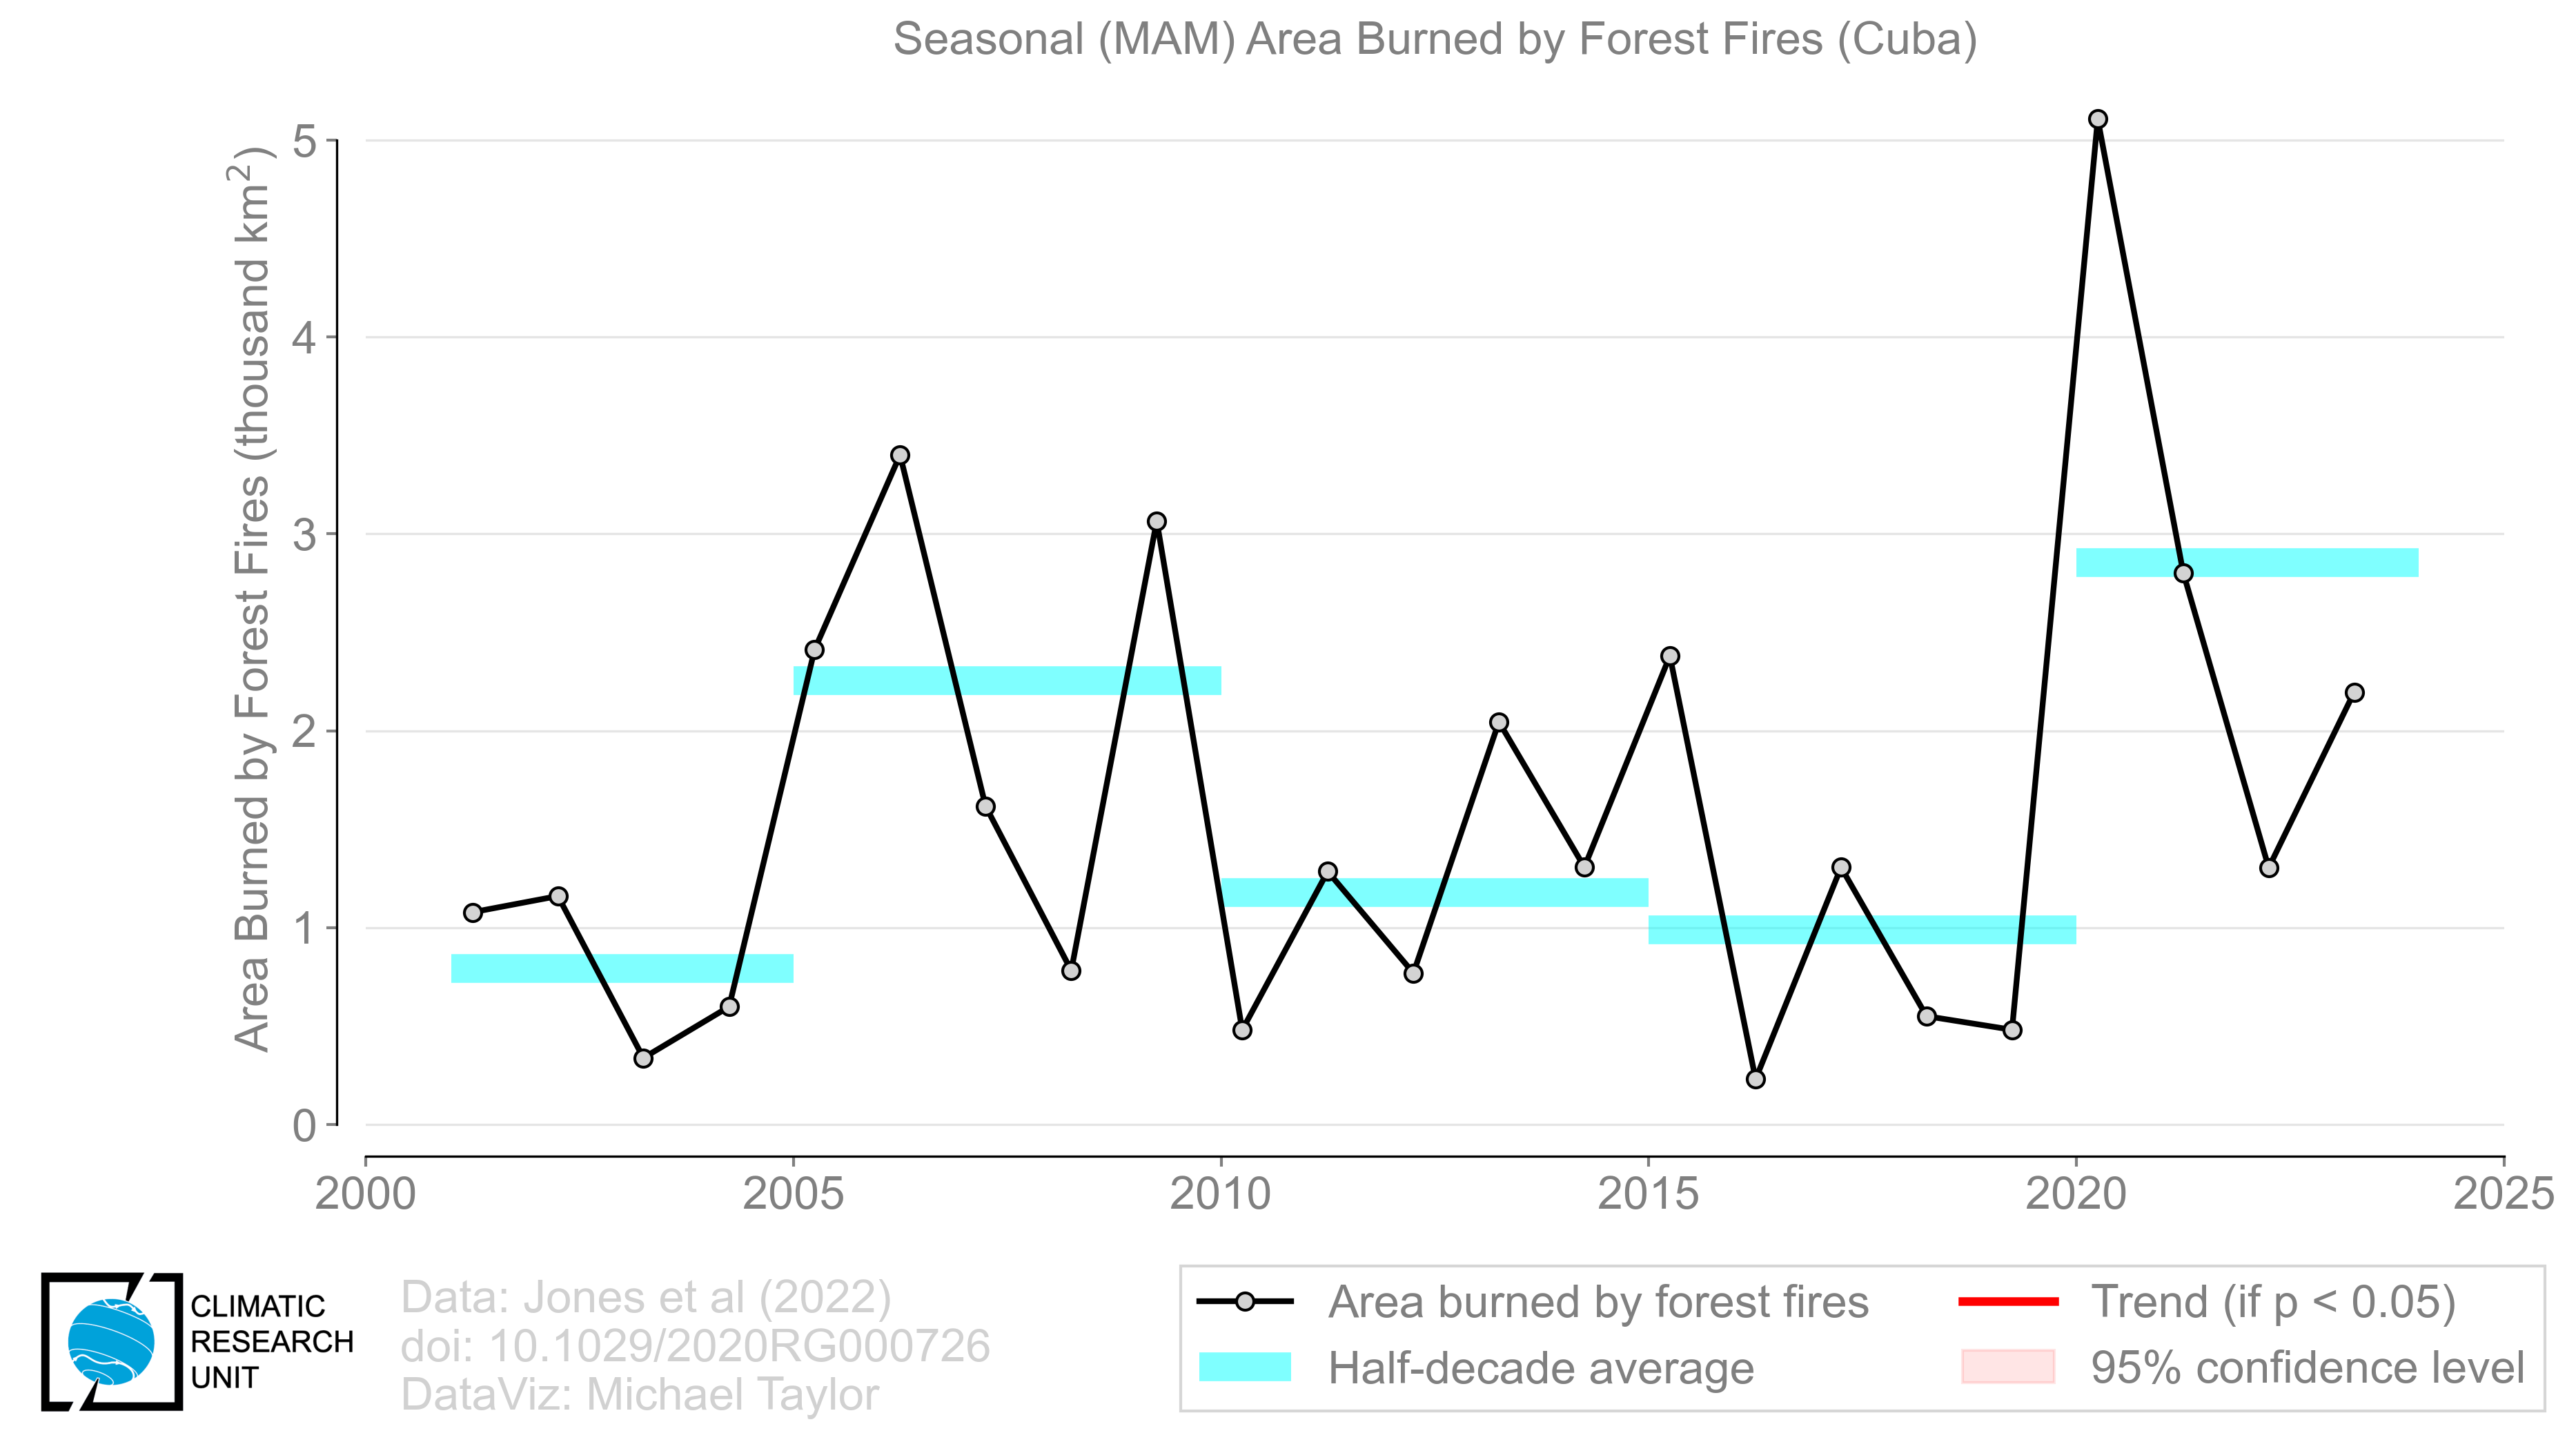 Seasonal (MAM) Area Burned by Forest Fires (Cuba)
Area Burned by Forest Fires (thousand km²)
5
4
3
2
1
0
2000 2005 2010 2015 2020 2025
CLIMATIC
RESEARCH
UNIT
Data: Jones et al (2022)
doi: 10.1029/2020RG000726
DataViz: Michael Taylor
Area burned by forest fires
Half-decade average
Trend (if p < 0.05)
95% confidence level